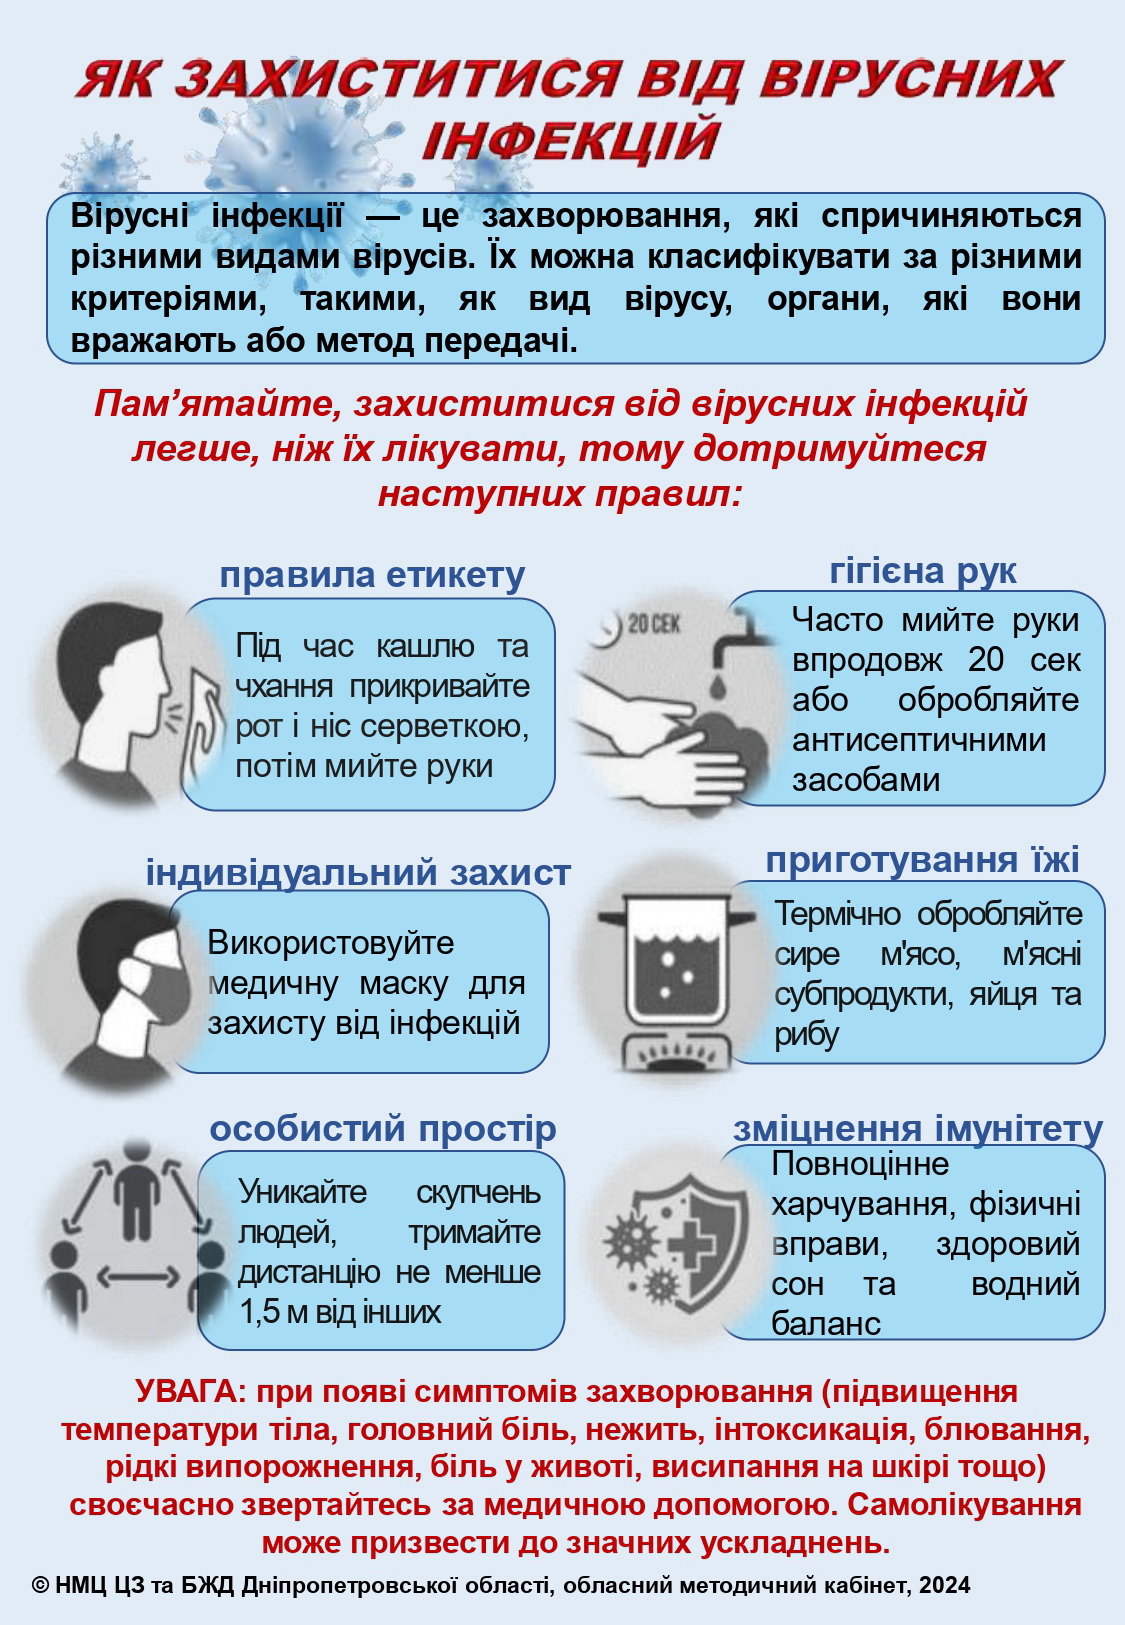 ЯК ЗАХИСТИТИСЯ ВІД ВІРУСНИХ
ІНФЕКЦІЙ
Вірусні інфекції — це захворювання, які спричиняються
різними видами вірусів. Їх можна класифікувати за різними
критеріями, такими, як вид вірусу, органи, які вони
вражають або метод передачі.
Пам’ятайте, захиститися від вірусних інфекцій
легше, ніж їх лікувати, тому дотримуйтеся
наступних правил:
правила етикету
Під час кашлю та
чхання прикривайте
рот і ніс серветкою,
потім мийте руки
гігієна рук
20 СЕК
Часто мийте руки
впродовж 20 сек
або обробляйте
антисептичними
засобами
індивідуальний захист
Використовуйте
медичну маску для
захисту від інфекцій
приготування їжі
Термічно обробляйте
сире м'ясо, м'ясні
субпродукти, яйця та
рибу
особистий простір
Уникайте скупчень
людей, тримайте
дистанцію не менше
1,5 м від інших
зміцнення імунітету
Повноцінне
харчування, фізичні
вправи, здоровий
сон та водний
баланс
УВАГА: при появі симптомів захворювання (підвищення
температури тіла, головний біль, нежить, інтоксикація, блювання,
рідкі випорожнення, біль у животі, висипання на шкірі тощо)
своєчасно звертайтесь за медичною допомогою. Самолікування
може призвести до значних ускладнень.
© НМЦ ЦЗ та БЖД Дніпропетровської області, обласний методичний кабінет, 2024